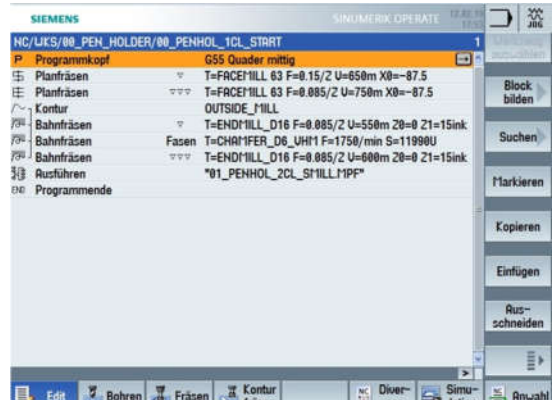 SIEMENS
SINUMERIK OPERATE
JOG
NC/WKS/00_PEN_HOLDER/00_PENHOL_1CL_START 1
P Programmkopf G55 Quader mittig
Planfräsen ▽ T=FACEMILL 63 F=0.15/Z V=650m X0=-87.5
Planfräsen ▽▽▽ T=FACEMILL 63 F=0.085/Z V=750m X0=-87.5
Kontur OUTSIDE_MILL
Bahnfräsen ▽ T=ENDMILL_D16 F=0.085/Z V=550m Z0=0 Z1=15ink
Bahnfräsen Fasen T=CHAMFER_D6_VHM F=1750/min S=11990U
Bahnfräsen ▽▽▽ T=ENDMILL_D16 F=0.085/Z V=600m Z0=0 Z1=15ink
Ausführen "01_PENHOL_2CL_SMILL.MPF"
END Programmende
Block
bilden
Suchen
Markieren
Kopieren
Einfügen
Aus-
schneiden
Edit
Bohren
Fräsen
Kontur
NC Diver-
Simu-
Anwahl